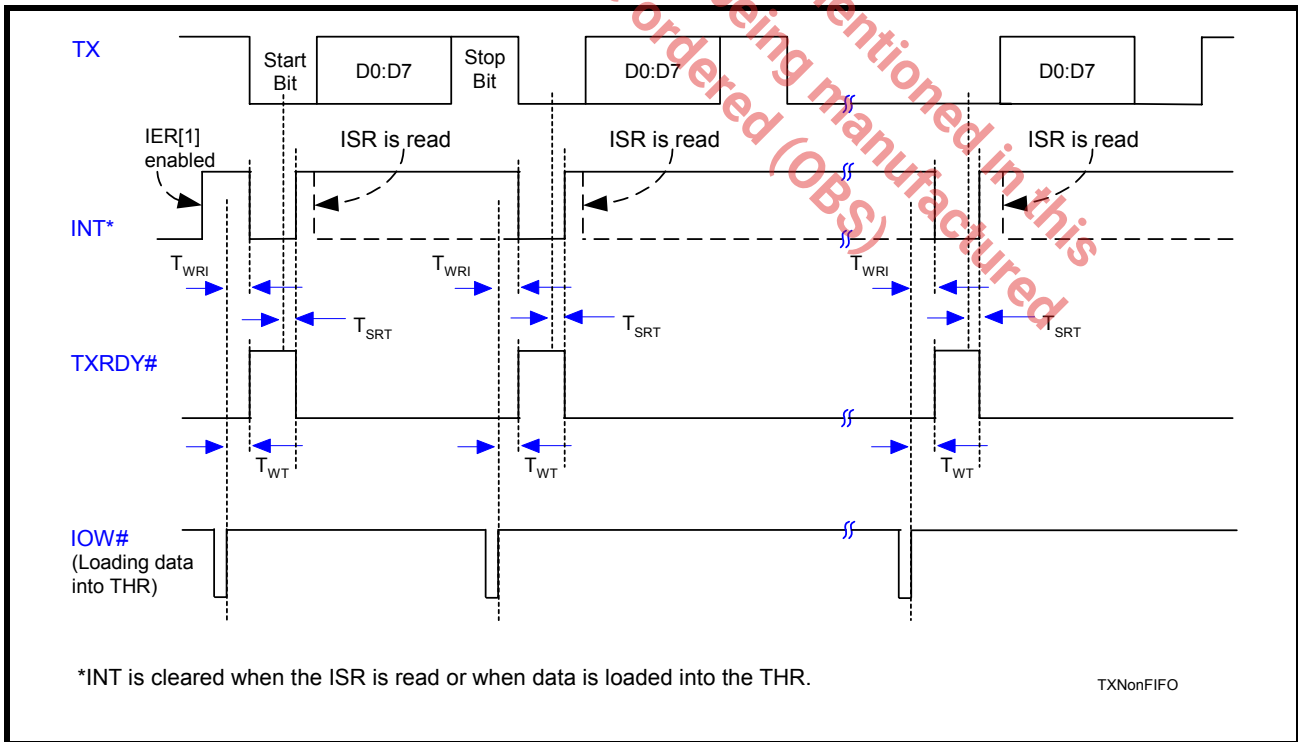 mentioned in this
being manufactured
ordered (OBS)
TX
Start
Bit
D0:D7
Stop
Bit
D0:D7
D0:D7
IER[1]
enabled
ISR is read
ISR is read
ISR is read
INT*
TWRI
TWRI
TWRI
TSRT
TSRT
TSRT
TXRDY#
TWT
TWT
TWT
IOW#
(Loading data
into THR)
*INT is cleared when the ISR is read or when data is loaded into the THR.
TXNonFIFO